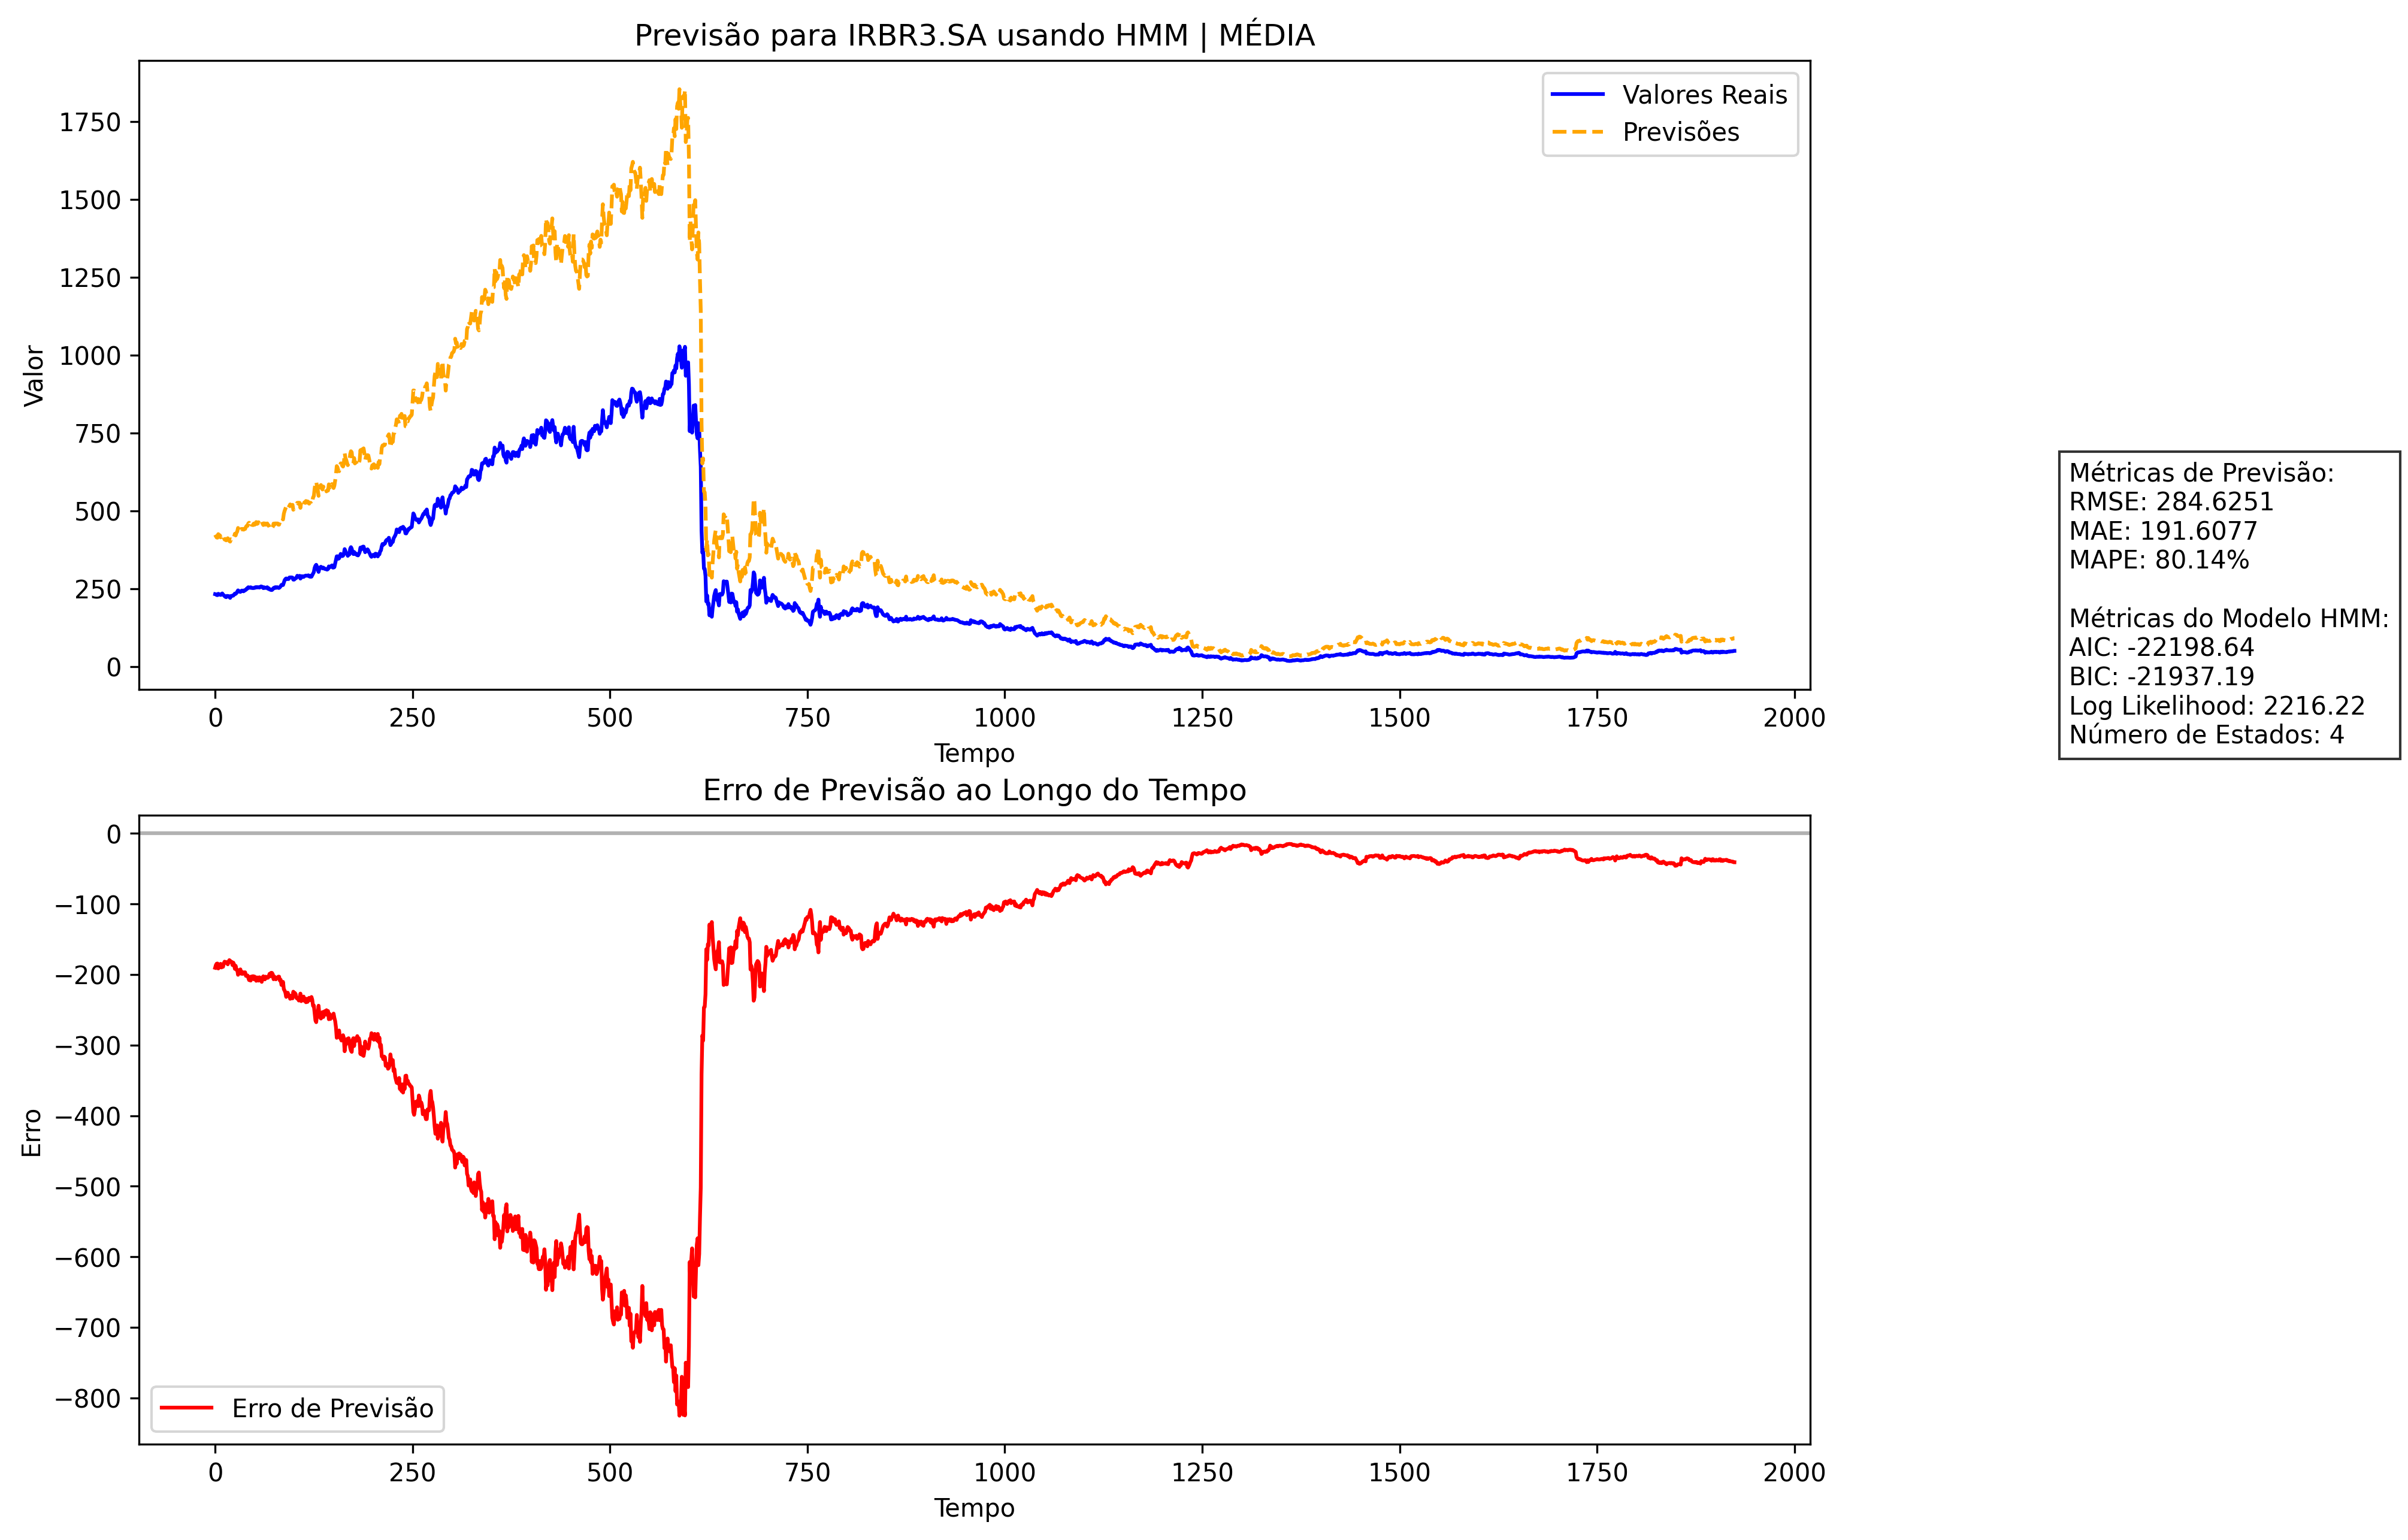 Previsão para IRBR3.SA usando HMM | MÉDIA
Valores Reais
Previsões
1750
1500
1250
1000
750
500
250
0
Valor
0 250 500 750 1000 1250 1500 1750 2000
Tempo
Métricas de Previsão:
RMSE: 284.6251
MAE: 191.6077
MAPE: 80.14%
Métricas do Modelo HMM:
AIC: -22198.64
BIC: -21937.19
Log Likelihood: 2216.22
Número de Estados: 4
Erro de Previsão ao Longo do Tempo
0
−100
−200
−300
−400
−500
−600
−700
−800
Erro
Erro de Previsão
0 250 500 750 1000 1250 1500 1750 2000
Tempo